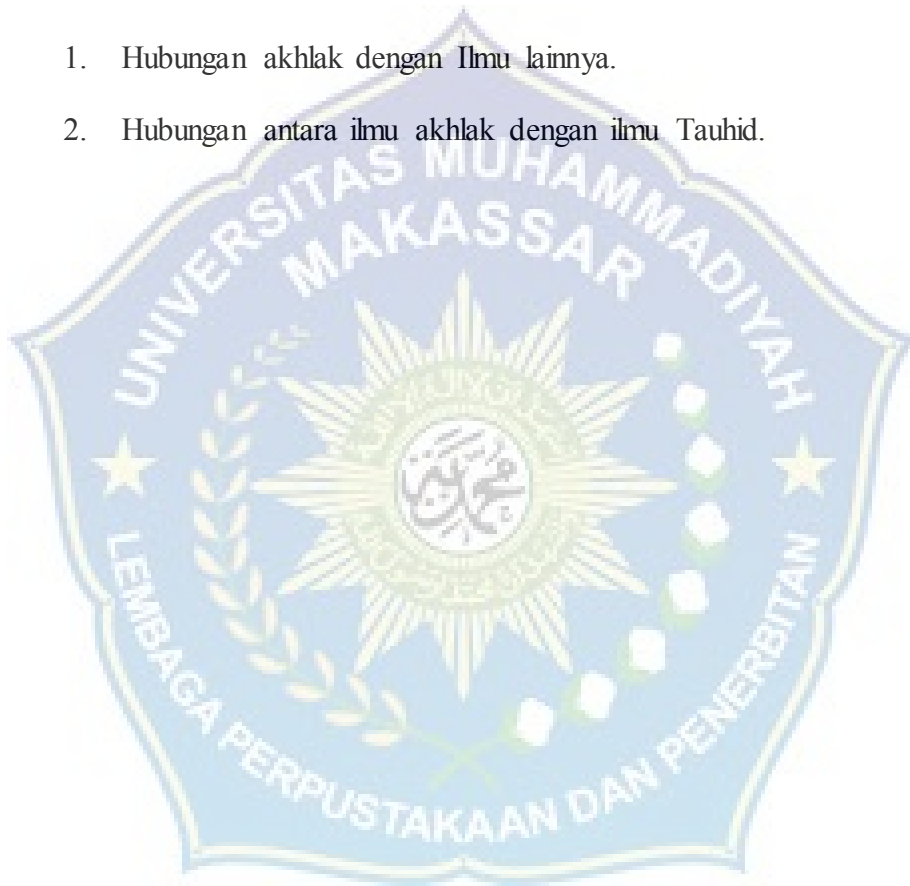 1. Hubungan akhlak dengan Ilmu lainnya.
2. Hubungan antara ilmu akhlak dengan ilmu Tauhid.
UNIVERSITAS MUHAMMADIYAH
MAKASSAR
LEMBAGA PERPUSTAKAAN DAN PENERBITAN